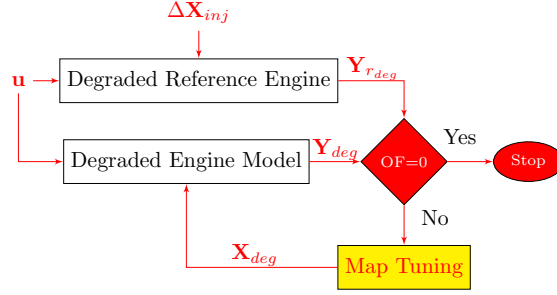 ΔX_inj
u
Degraded Reference Engine
Y_r_deg
Degraded Engine Model
Y_deg
OF=0
Yes
Stop
No
X_deg
Map Tuning